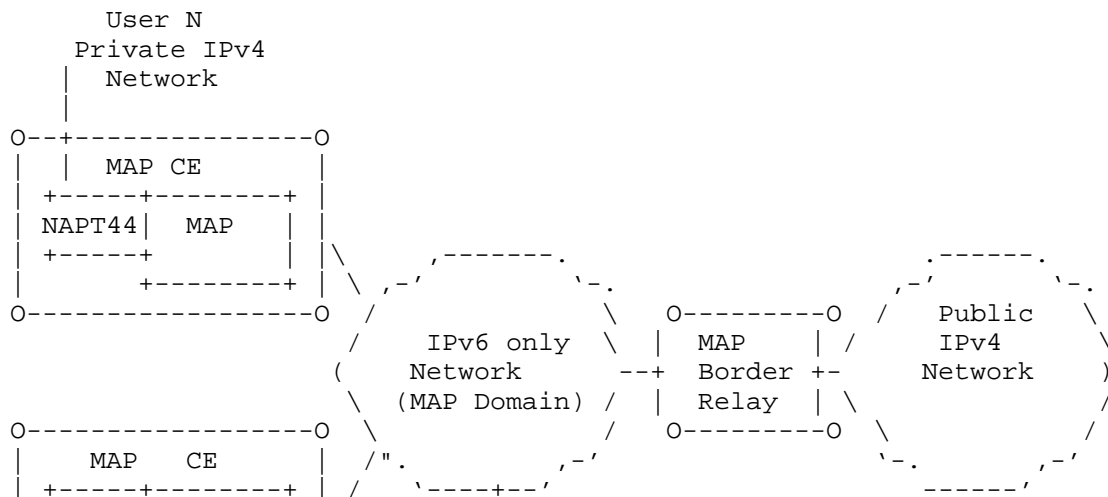 User N
Private IPv4
Network
MAP CE
NAPT44 MAP
IPv6 only
Network
(MAP Domain)
MAP
Border
Relay
Public
IPv4
Network
MAP CE